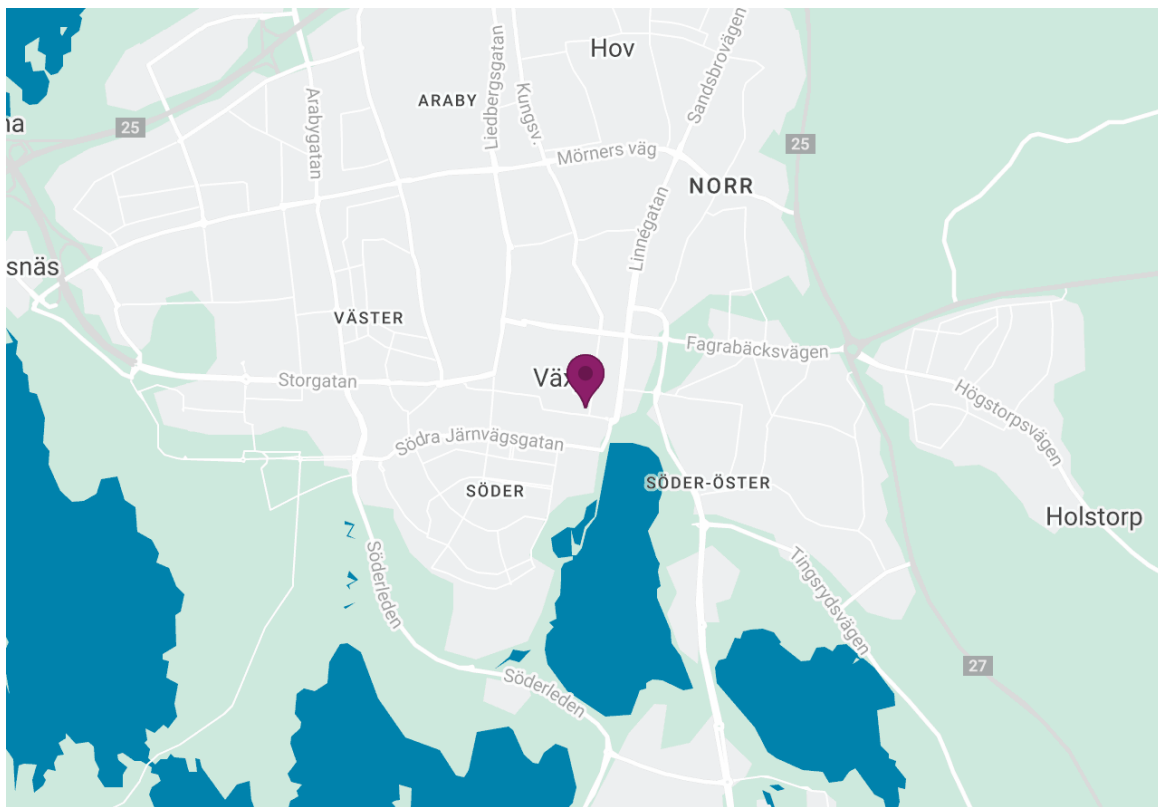 Hov
ARABY
Liedbergsgatan
Kungsv.
Sandsbrovägen
Arabygatan
25
25
Mörners väg
NORR
Linnégatan
snäs
VÄSTER
Fagrabäcksvägen
Storgatan
Väx
Högstorpsvägen
Södra Järnvägsgatan
SÖDER
SÖDER-ÖSTER
Holstorp
Söderleden
Tingsrydsvägen
27
Söderleden